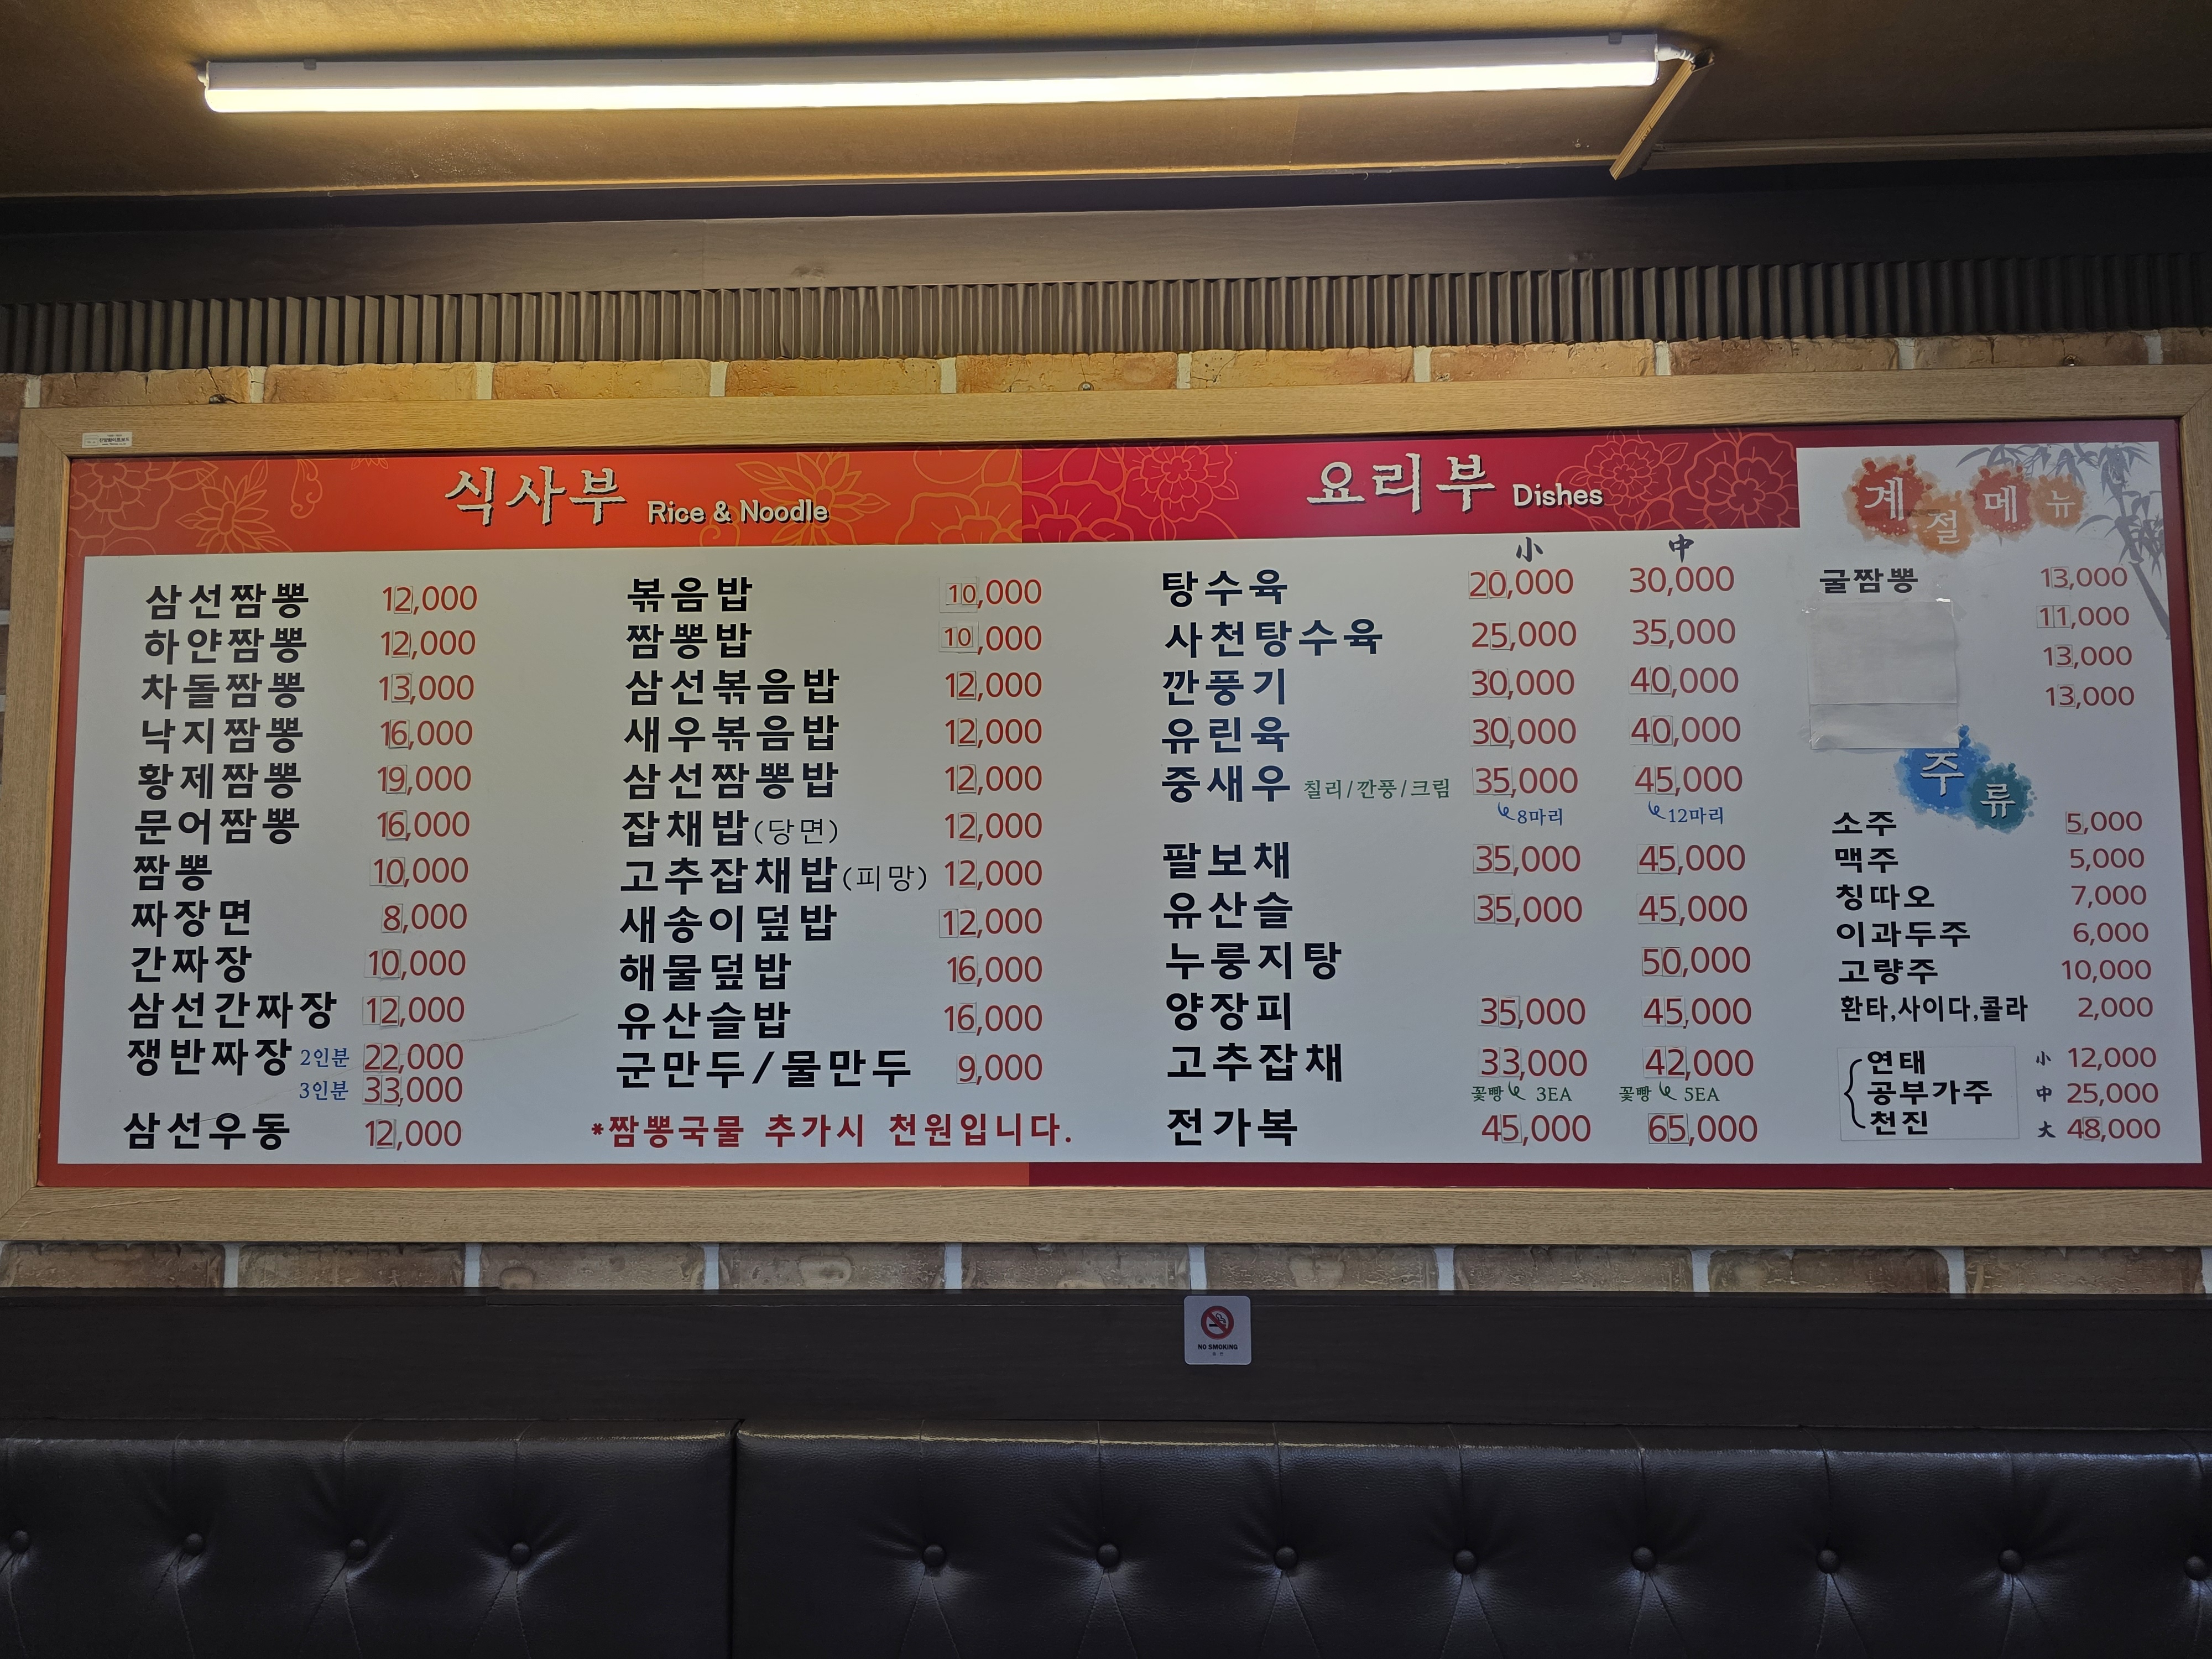 식사부 Rice & Noodle
삼선짬뽕 12,000
하얀짬뽕 12,000
차돌짬뽕 13,000
낙지짬뽕 16,000
황제짬뽕 19,000
문어짬뽕 16,000
짬뽕 10,000
짜장면 8,000
간짜장 10,000
삼선간짜장 12,000
쟁반짜장 2인분 22,000
3인분 33,000
삼선우동 12,000
볶음밥 10,000
짬뽕밥 10,000
삼선볶음밥 12,000
새우볶음밥 12,000
삼선짬뽕밥 12,000
잡채밥(당면) 12,000
고추잡채밥(피망) 12,000
새송이덮밥 12,000
해물덮밥 16,000
유산슬밥 16,000
군만두/물만두 9,000
*짬뽕국물 추가시 천원입니다.
요리부 Dishes
小 中
탕수육 20,000 30,000
사천탕수육 25,000 35,000
깐풍기 30,000 40,000
유린육 30,000 40,000
중새우 칠리/깐풍/크림 35,000 45,000
8마리 12마리
팔보채 35,000 45,000
유산슬 35,000 45,000
누룽지탕 50,000
양장피 35,000 45,000
고추잡채 33,000 42,000
꽃빵 3EA 꽃빵 5EA
전가복 45,000 65,000
계절메뉴
굴짬뽕 13,000
11,000
13,000
13,000
주류
소주 5,000
맥주 5,000
칭따오 7,000
이과두주 6,000
고량주 10,000
환타,사이다,콜라 2,000
연태 小 12,000
공부가주 中 25,000
천진 大 48,000
NO SMOKING